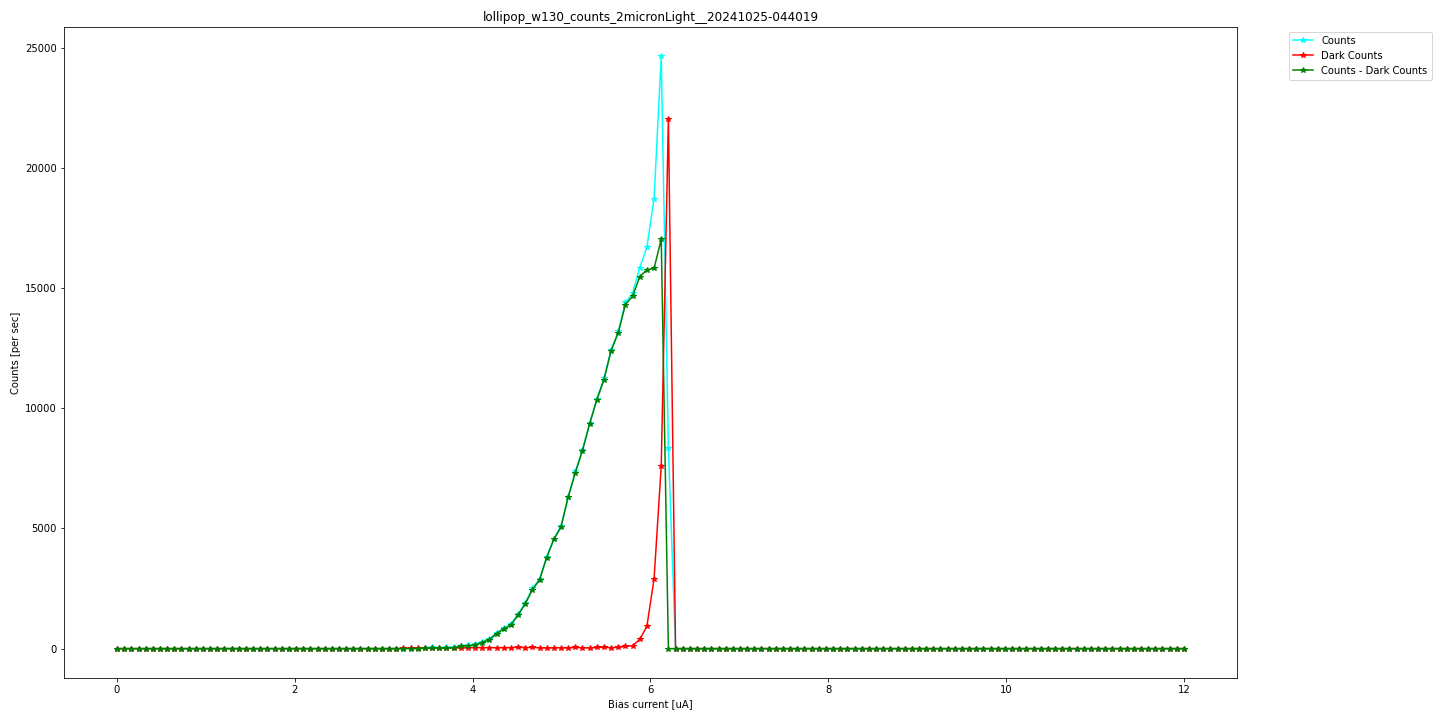 lollipop_w130_counts_2micronLight__20241025-044019
Counts
Dark Counts
Counts - Dark Counts
25000
20000
15000
10000
5000
0
Counts [per sec]
0 2 4 6 8 10 12
Bias current [uA]